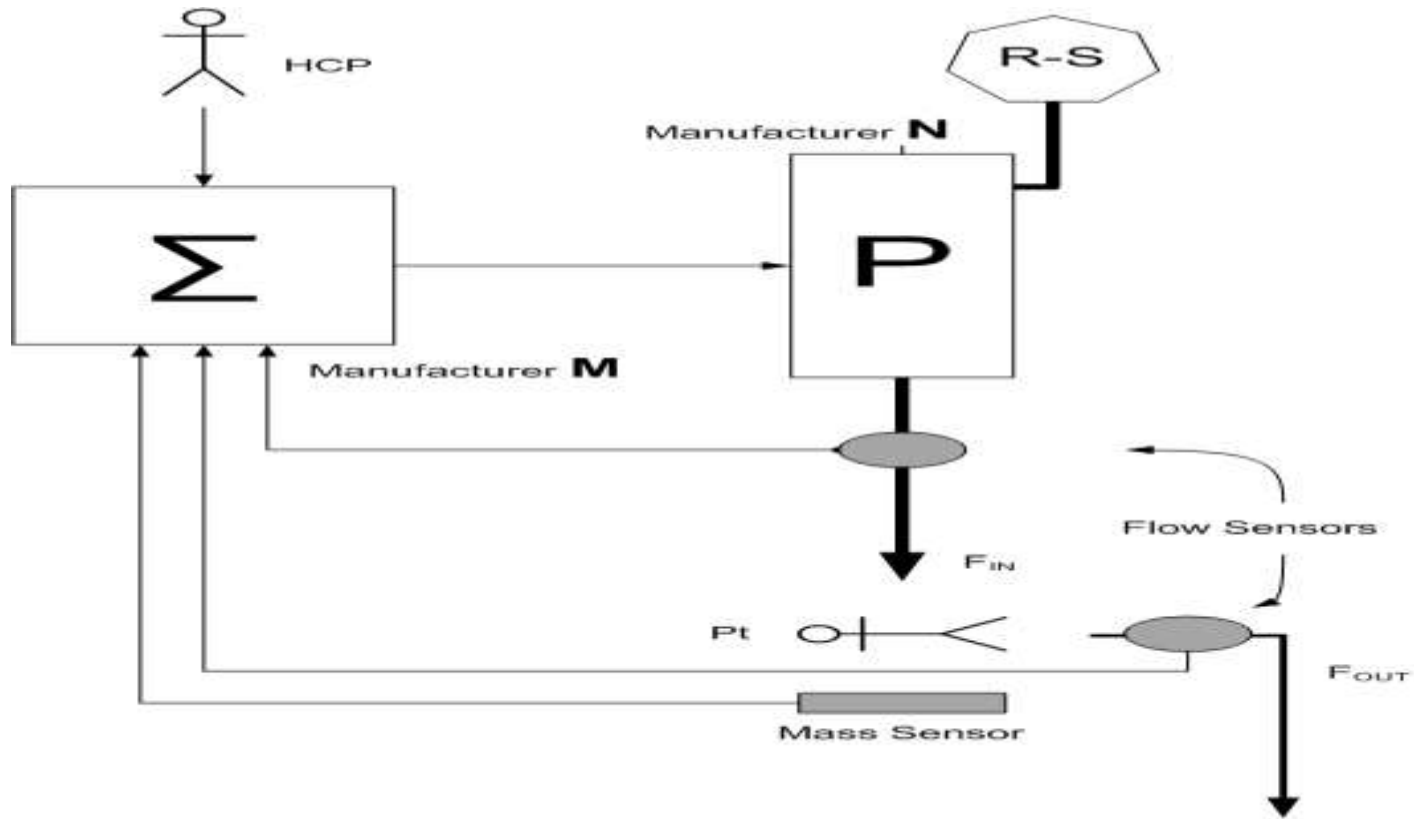 HCP
R-S
Manufacturer N
Σ
P
Manufacturer M
Flow Sensors
FIN
Pt
FOUT
Mass Sensor